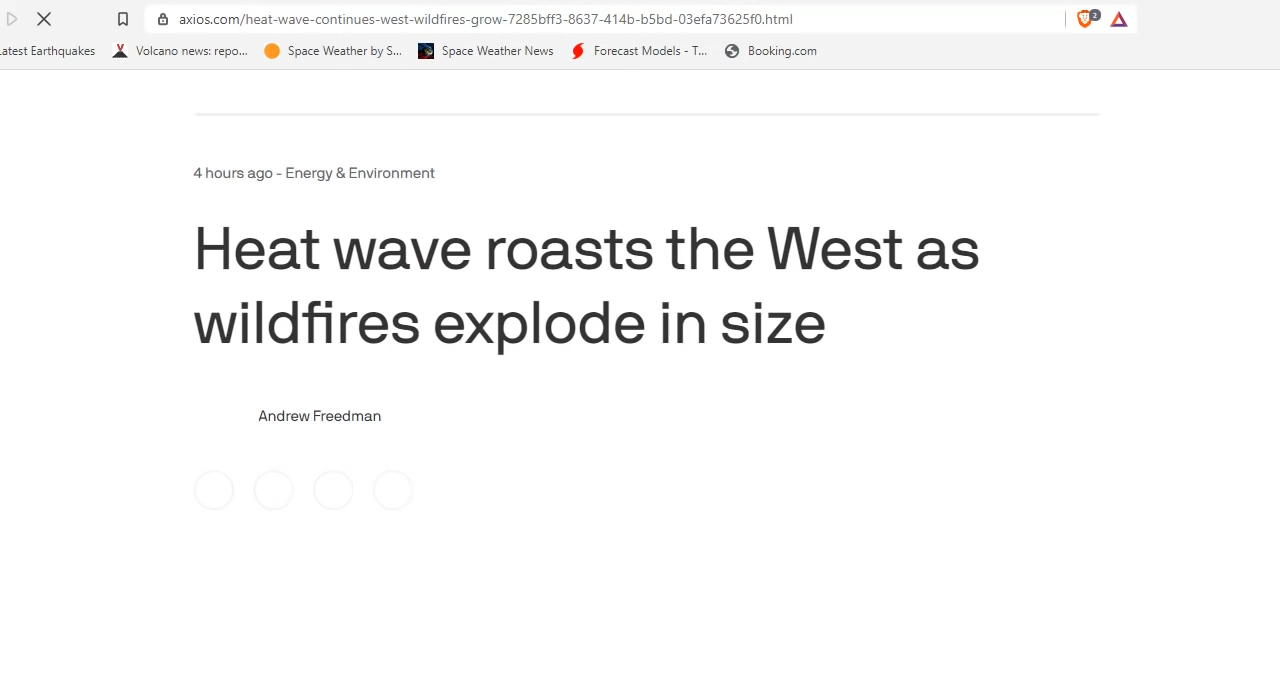 axios.com/heat-wave-continues-west-wildfires-grow-7285bff3-8637-414b-b5bd-03efa73625f0.html
2
atest Earthquakes Volcano news: repo... Space Weather by S... Space Weather News Forecast Models - T... Booking.com
4 hours ago - Energy & Environment
Heat wave roasts the West as
wildfires explode in size
Andrew Freedman